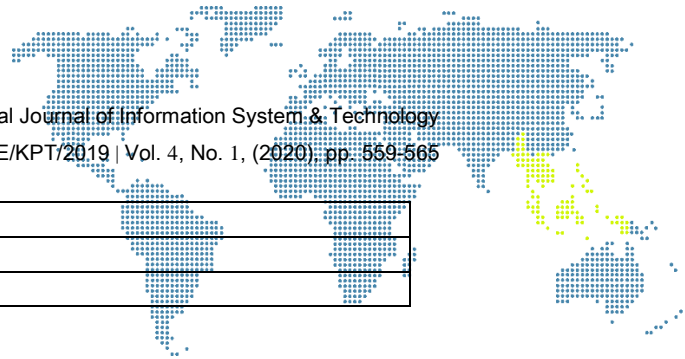 al Journal of Information System & Technology
E/KPT/2019 | Vol. 4, No. 1, (2020), pp. 559-565